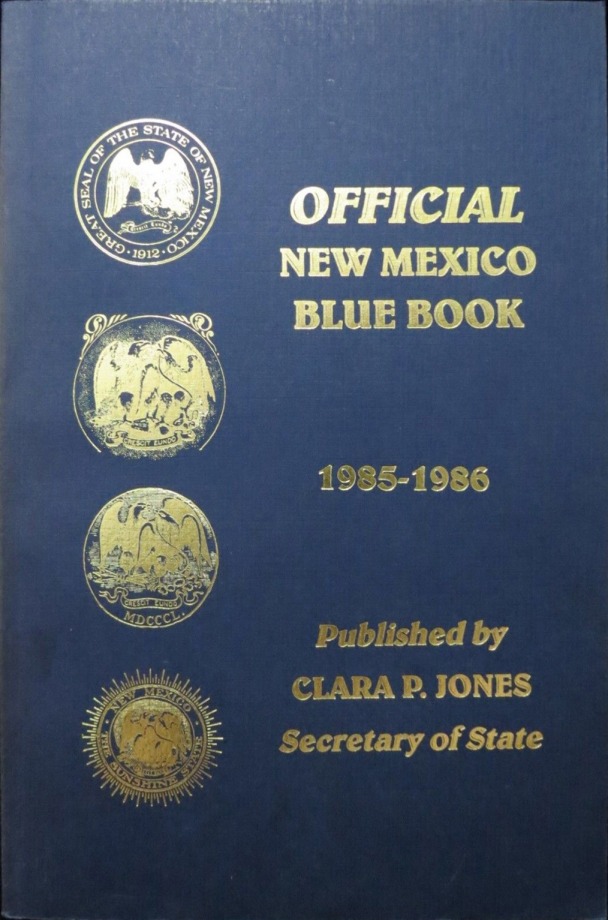 GREAT SEAL OF THE STATE OF NEW MEXICO
• 1912 •
OFFICIAL
NEW MEXICO
BLUE BOOK
CRESCIT EUNDO
1985-1986
CRESCIT EUNDO
MDCCCL.
Published by
CLARA P. JONES
Secretary of State
NEW MEXICO
THE SUNSHINE STATE